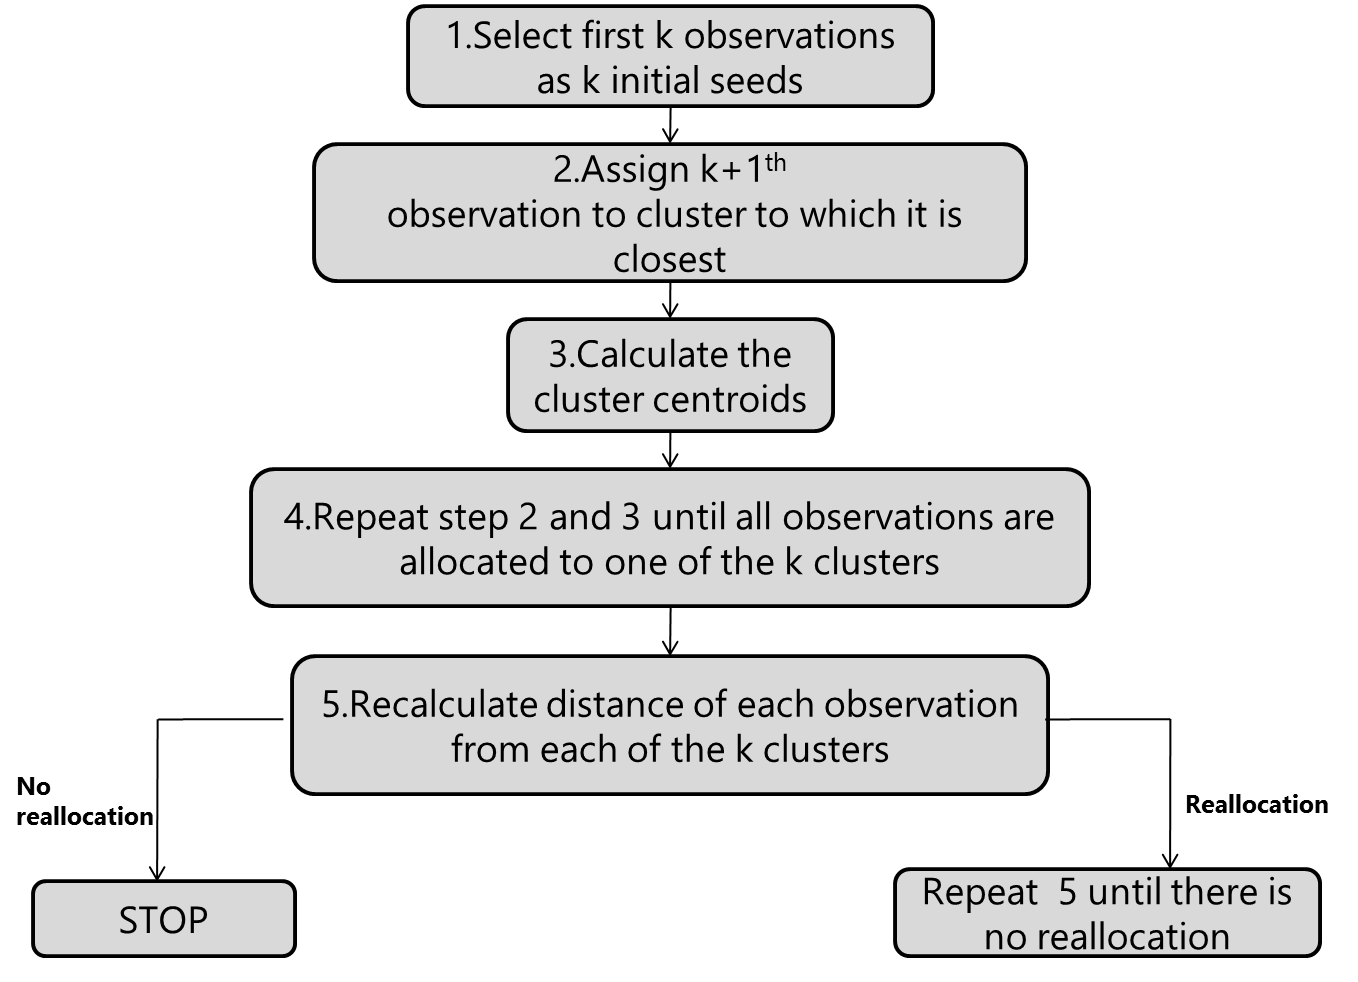 1.Select first k observations
as k initial seeds
2.Assign k+1th
observation to cluster to which it is
closest
3.Calculate the
cluster centroids
4.Repeat step 2 and 3 until all observations are
allocated to one of the k clusters
5.Recalculate distance of each observation
from each of the k clusters
No
reallocation
Reallocation
STOP
Repeat  5 until there is
no reallocation